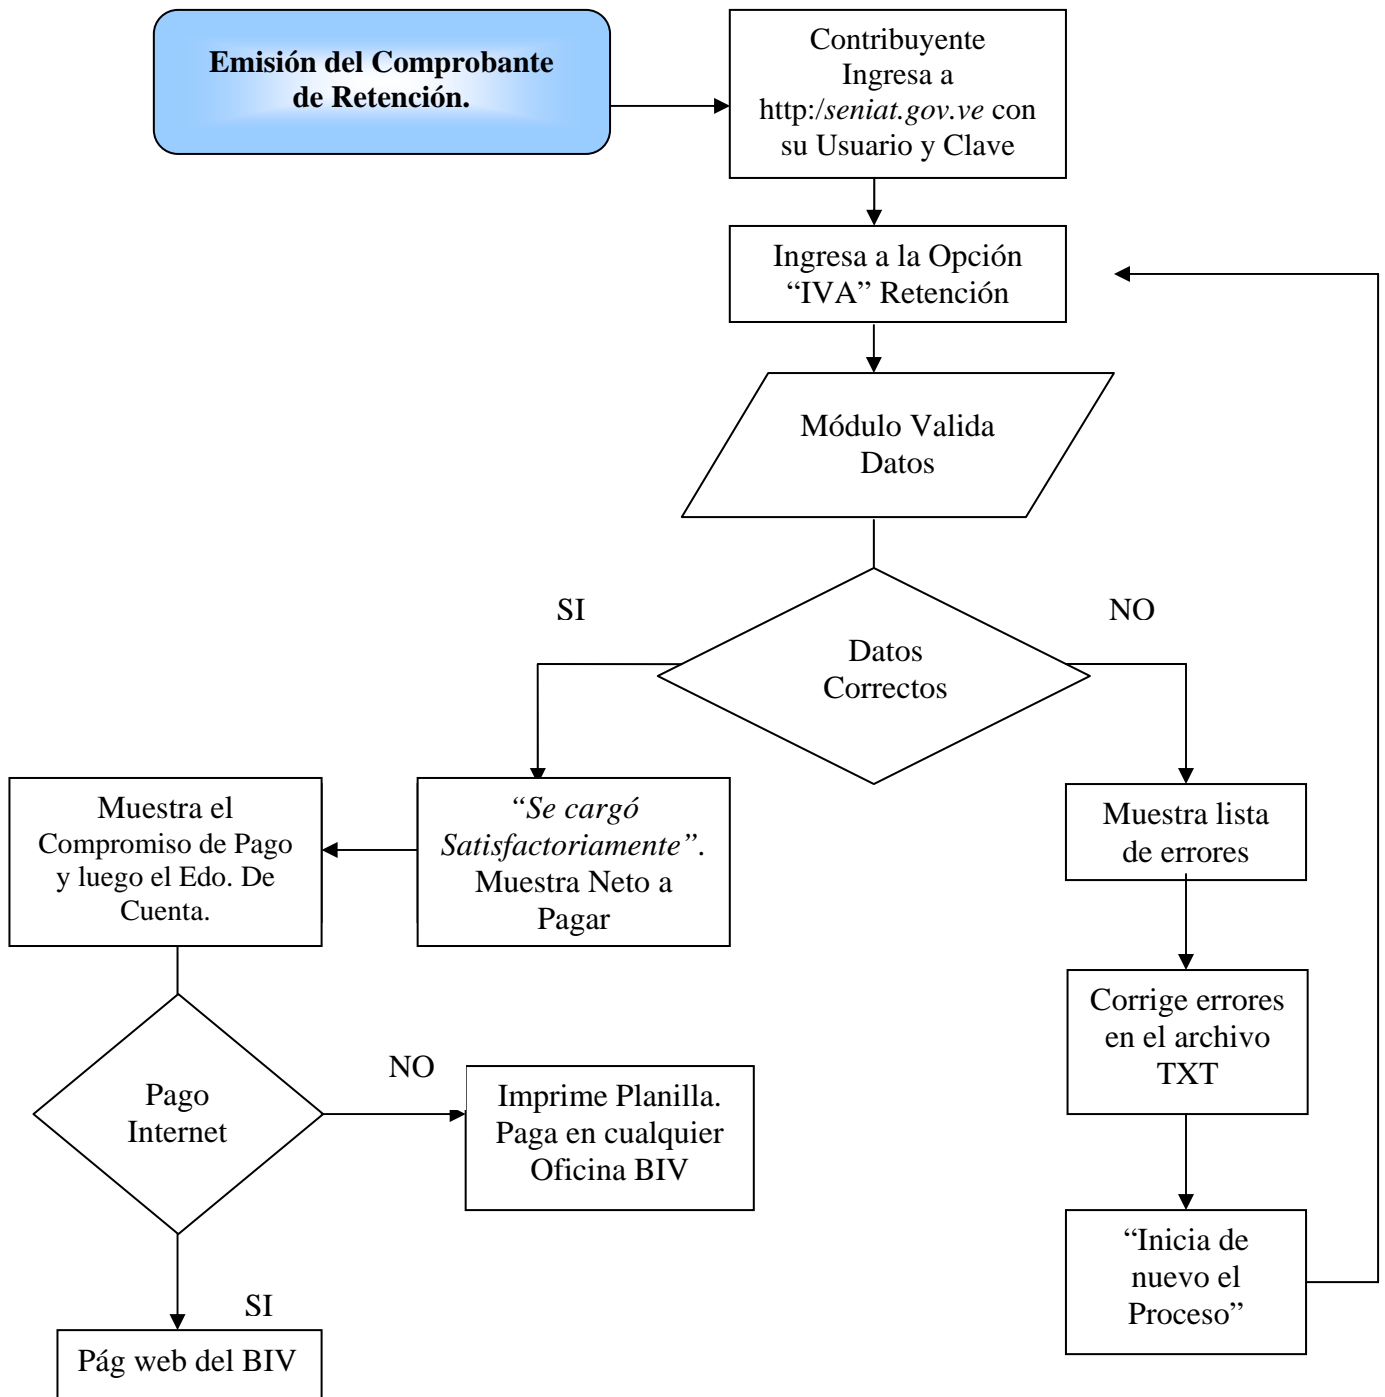 Emisión del Comprobante
de Retención.
Contribuyente
Ingresa a
http:/seniat.gov.ve con
su Usuario y Clave
Ingresa a la Opción
“IVA” Retención
Módulo Valida
Datos
SI
NO
Datos
Correctos
Muestra el
Compromiso de Pago
y luego el Edo. De
Cuenta.
“Se cargó
Satisfactoriamente”.
Muestra Neto a
Pagar
Muestra lista
de errores
Corrige errores
en el archivo
TXT
“Inicia de
nuevo el
Proceso”
Pago
Internet
NO
Imprime Planilla.
Paga en cualquier
Oficina BIV
SI
Pág web del BIV